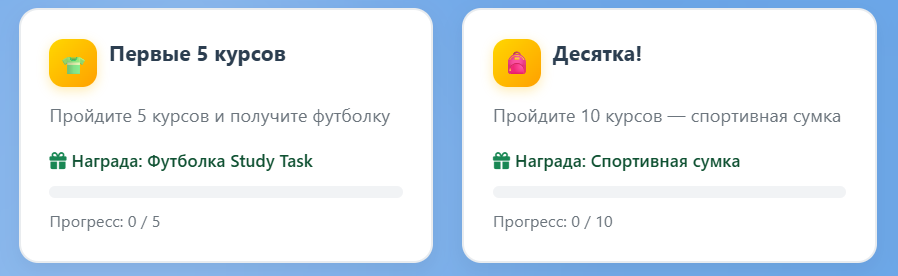 Первые 5 курсов
Пройдите 5 курсов и получите футболку
Награда: Футболка Study Task
Прогресс: 0 / 5
Десятка!
Пройдите 10 курсов — спортивная сумка
Награда: Спортивная сумка
Прогресс: 0 / 10